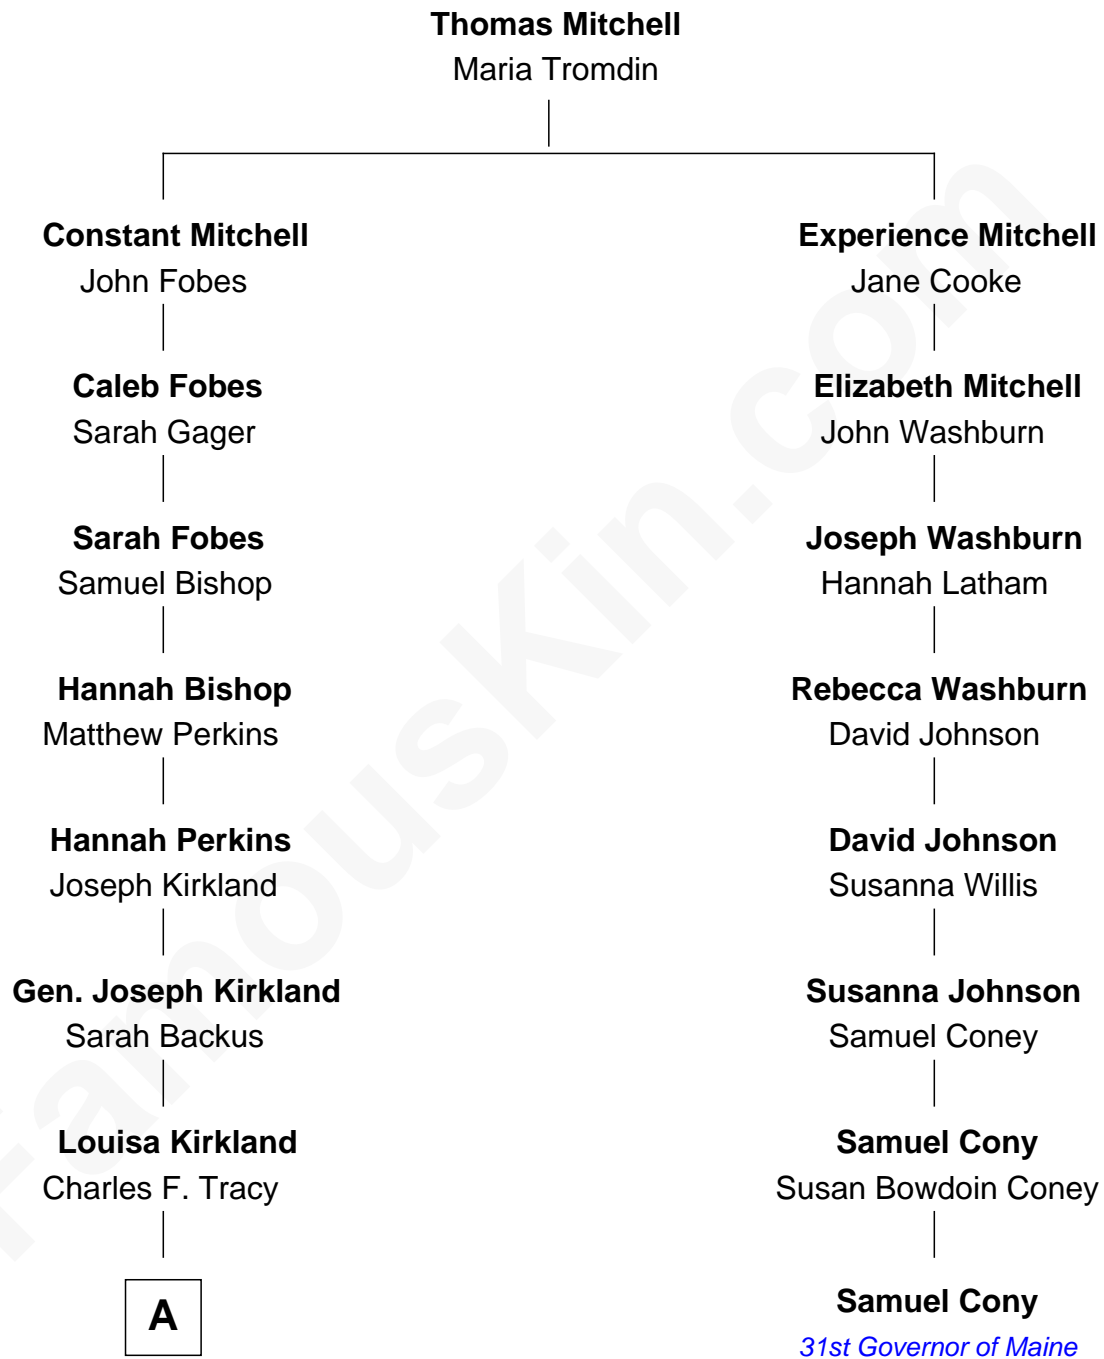 Thomas Mitchell
Maria Tromdin
Constant Mitchell
John Fobes
Experience Mitchell
Jane Cooke
Caleb Fobes
Sarah Gager
Elizabeth Mitchell
John Washburn
Sarah Fobes
Samuel Bishop
Joseph Washburn
Hannah Latham
Hannah Bishop
Matthew Perkins
Rebecca Washburn
David Johnson
Hannah Perkins
Joseph Kirkland
David Johnson
Susanna Willis
Gen. Joseph Kirkland
Sarah Backus
Susanna Johnson
Samuel Coney
Louisa Kirkland
Charles F. Tracy
Samuel Cony
Susan Bowdoin Coney
A
Samuel Cony
31st Governor of Maine
FamousKin.com